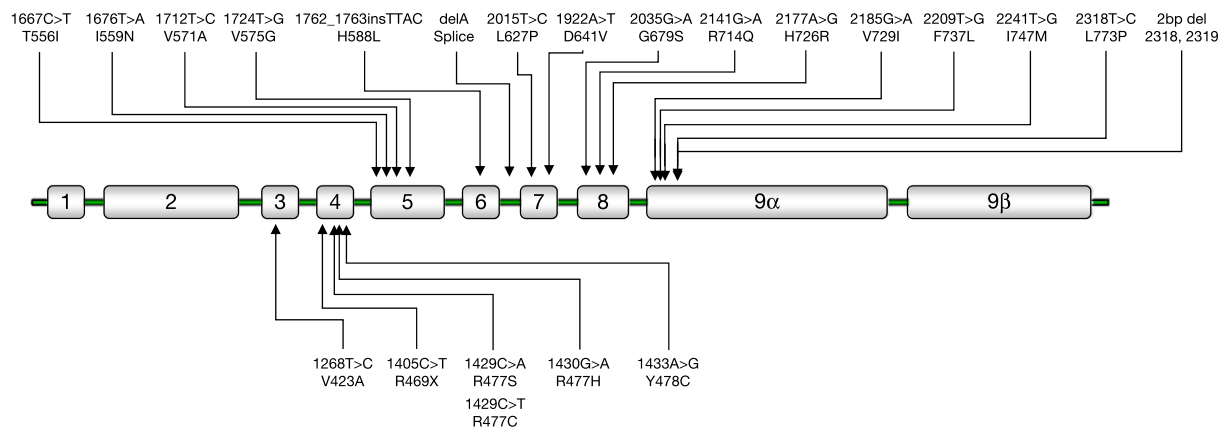 1667C>T 1676T>A 1712T>C 1724T>G 1762_1763insTTAC delA 2015T>C 1922A>T 2035G>A 2141G>A 2177A>G 2185G>A 2209T>G 2241T>G 2318T>C 2bp del
T556I I559N V571A V575G H588L Splice L627P D641V G679S R714Q H726R V729I F737L I747M L773P 2318, 2319
1 2 3 4 5 6 7 8 9α 9β
1268T>C 1405C>T 1429C>A 1430G>A 1433A>G
V423A R469X R477S R477H Y478C
1429C>T
R477C